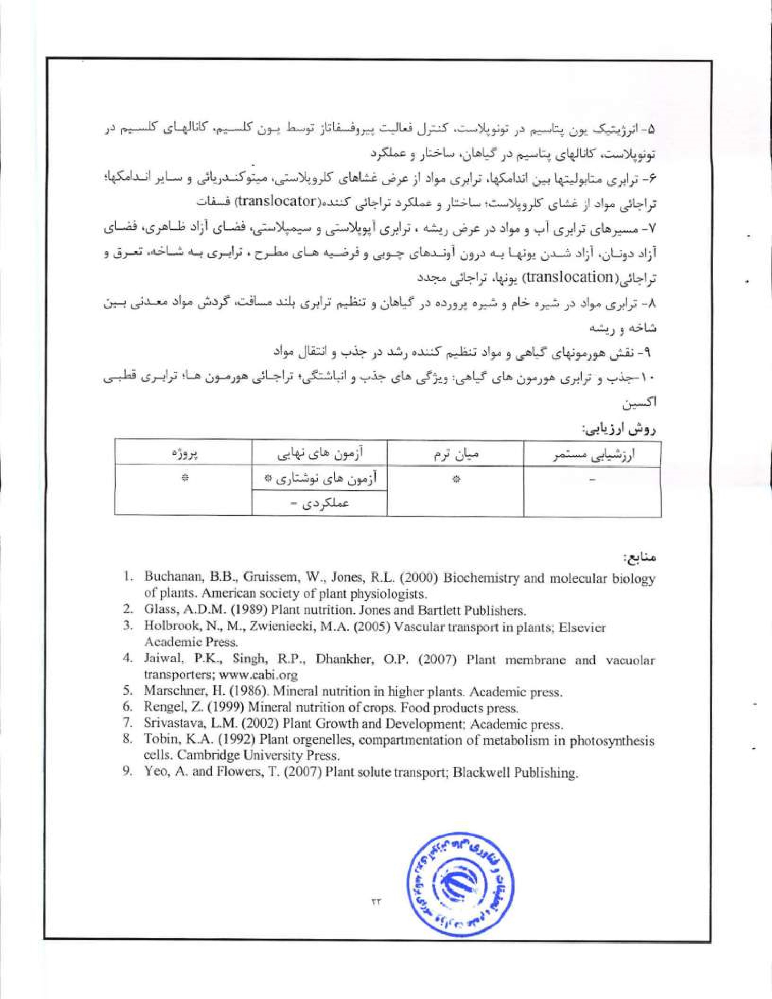 ۵- انرژیتیک یون پتاسیم در تونوپلاست، کنترل فعالیت پیروفسفاتاز توسط یون کلسیم، کانالهای کلسیم در
تونوپلاست، کانالهای پتاسیم در گیاهان، ساختار و عملکرد
۶- ترابری متابولیتها بین اندامکها، ترابری مواد از عرض غشاهای کلروپلاستی، میتوکندریائی و سایر اندامکها؛
تراجائی مواد از غشای کلروپلاست؛ ساختار و عملکرد تراجائی کننده(translocator) فسفات
۷- مسیرهای ترابری آب و مواد در عرض ریشه ، ترابری آپوپلاستی و سیمپلاستی، فضای آزاد ظاهری، فضای
آزاد دونان، آزاد شدن یونها به درون آوندهای چوبی و فرضیه های مطرح ، ترابری به شاخه، تعرق و
تراجائی(translocation) یونها، تراجائی مجدد
۸- ترابری مواد در شیره خام و شیره پرورده در گیاهان و تنظیم ترابری بلند مسافت، گردش مواد معدنی بین
شاخه و ریشه
۹- نقش هورمونهای گیاهی و مواد تنظیم کننده رشد در جذب و انتقال مواد
۱۰-جذب و ترابری هورمون های گیاهی: ویژگی های جذب و انباشتگی؛ تراجائی هورمون ها؛ ترابری قطبی
اکسین
روش ارزیابی:
ارزشیابی مستمر میان ترم آزمون های نهایی پروژه
- * آزمون های نوشتاری * *
عملکردی -
منابع:
1. Buchanan, B.B., Gruissem, W., Jones, R.L. (2000) Biochemistry and molecular biology
of plants. American society of plant physiologists.
2. Glass, A.D.M. (1989) Plant nutrition. Jones and Bartlett Publishers.
3. Holbrook, N., M., Zwieniecki, M.A. (2005) Vascular transport in plants; Elsevier
Academic Press.
4. Jaiwal, P.K., Singh, R.P., Dhankher, O.P. (2007) Plant membrane and vacuolar
transporters; www.cabi.org
5. Marschner, H. (1986). Mineral nutrition in higher plants. Academic press.
6. Rengel, Z. (1999) Mineral nutrition of crops. Food products press.
7. Srivastava, L.M. (2002) Plant Growth and Development; Academic press.
8. Tobin, K.A. (1992) Plant orgenelles, compartmentation of metabolism in photosynthesis
cells. Cambridge University Press.
9. Yeo, A. and Flowers, T. (2007) Plant solute transport; Blackwell Publishing.
وزارت علوم، تحقیقات و فناوری